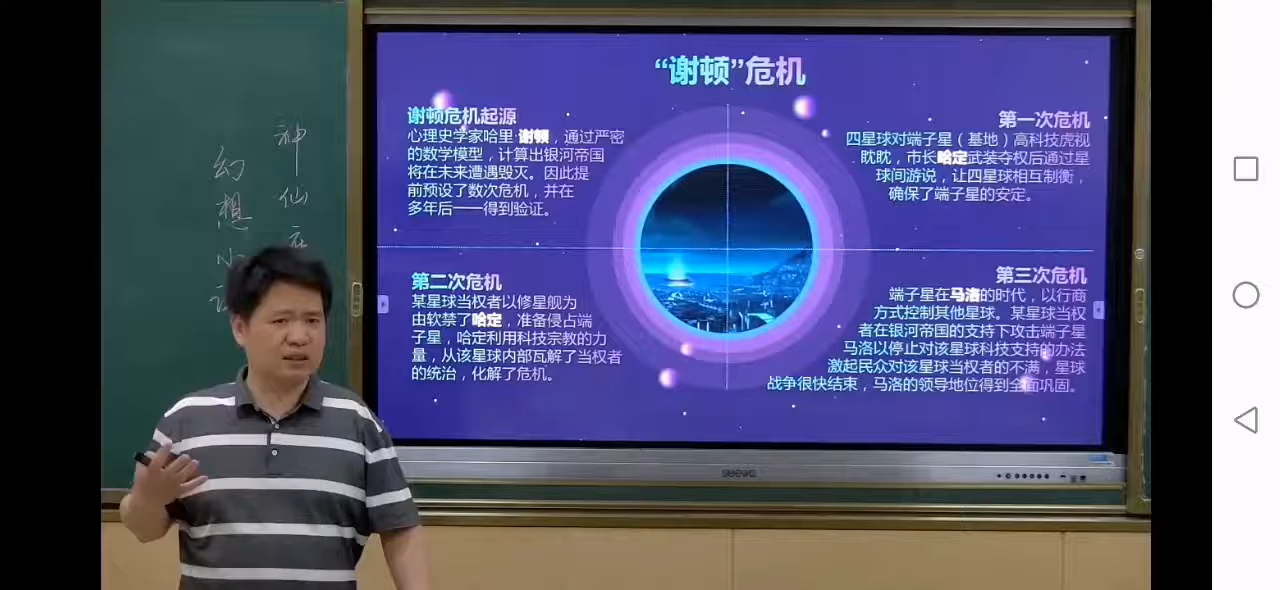 神仙
幻想小
“谢顿”危机
谢顿危机起源
心理史学家哈里·谢顿，通过严密
的数学模型，计算出银河帝国
将在未来遭遇毁灭。因此提
前预设了数次危机，并在
多年后一一得到验证。
第一次危机
四星球对端子星（基地）高科技虎视
眈眈，市长哈定武装夺权后通过星
球间游说，让四星球相互制衡，
确保了端子星的安定。
第二次危机
某星球当权者以修星舰为
由软禁了哈定，准备侵占端
子星，哈定利用科技宗教的力
量，从该星球内部瓦解了当权者
的统治，化解了危机。
第三次危机
端子星在马洛的时代，以行商
方式控制其他星球。某星球当权
者在银河帝国的支持下攻击端子星
马洛以停止对该星球科技支持的办法
激起民众对该星球当权者的不满，星球
战争很快结束，马洛的领导地位得到全面巩固。
seewo